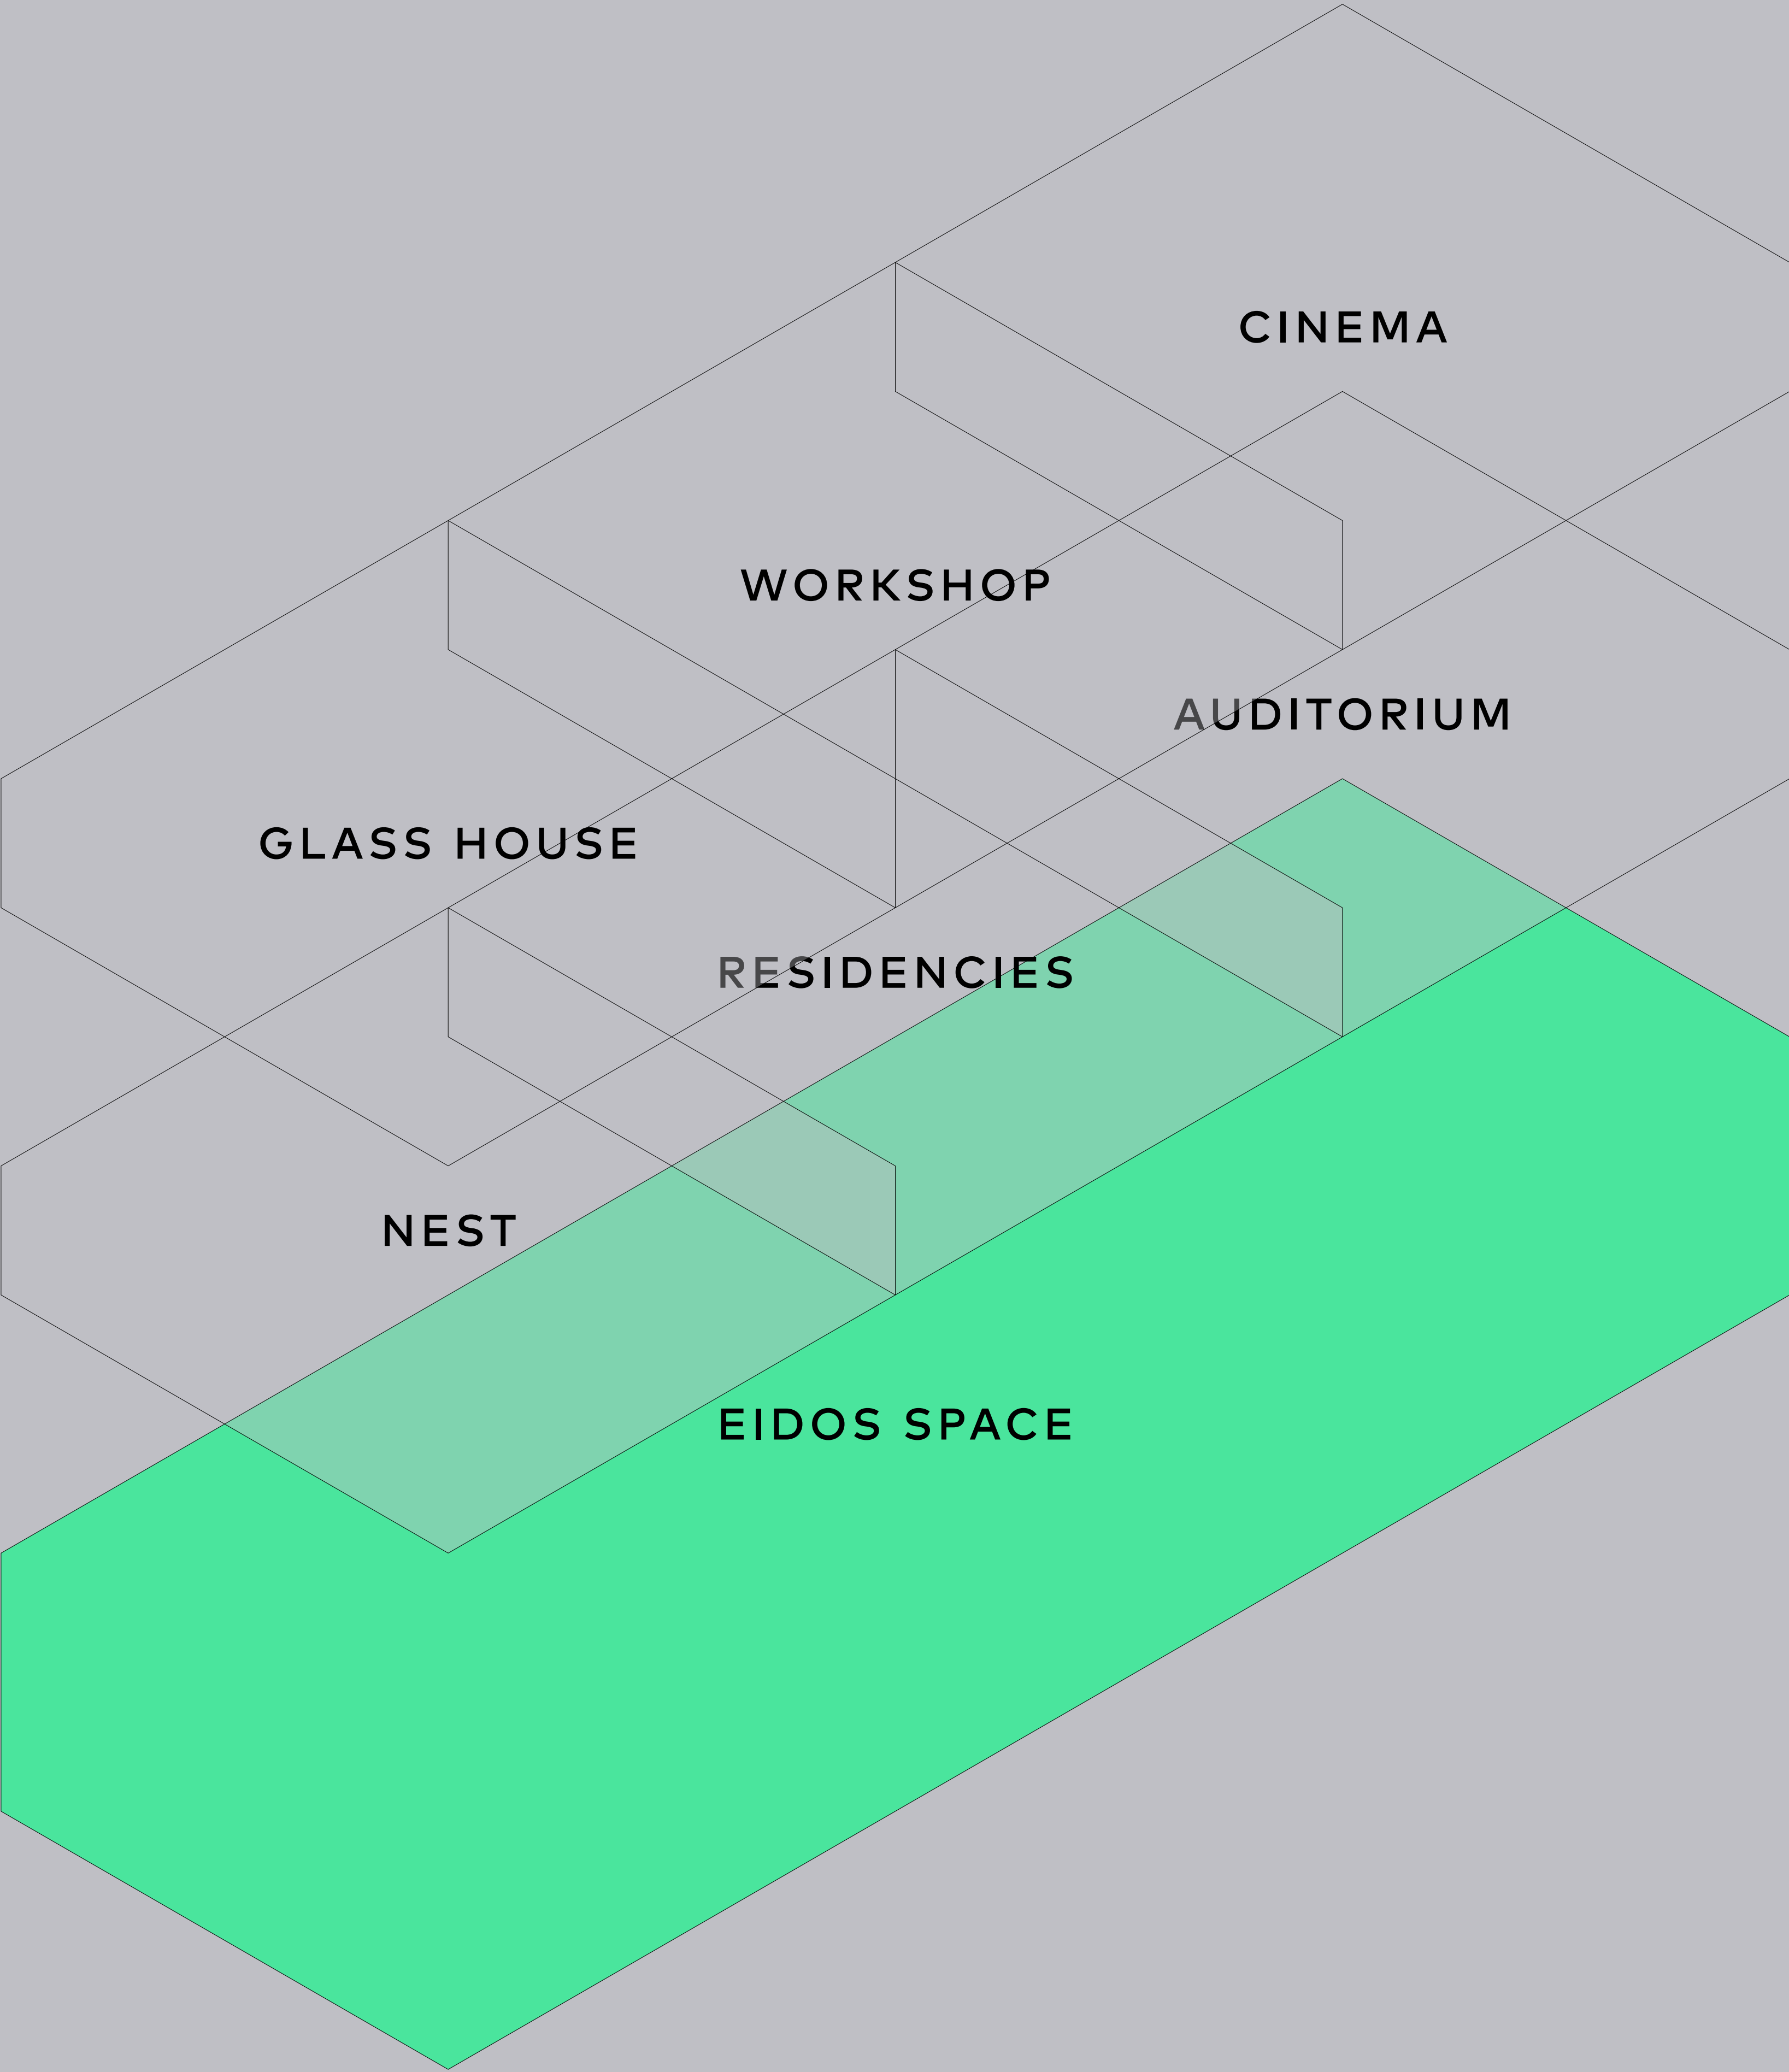 CINEMA
WORKSHOP
AUDITORIUM
GLASS HOUSE
RESIDENCIES
NEST
EIDOS SPACE